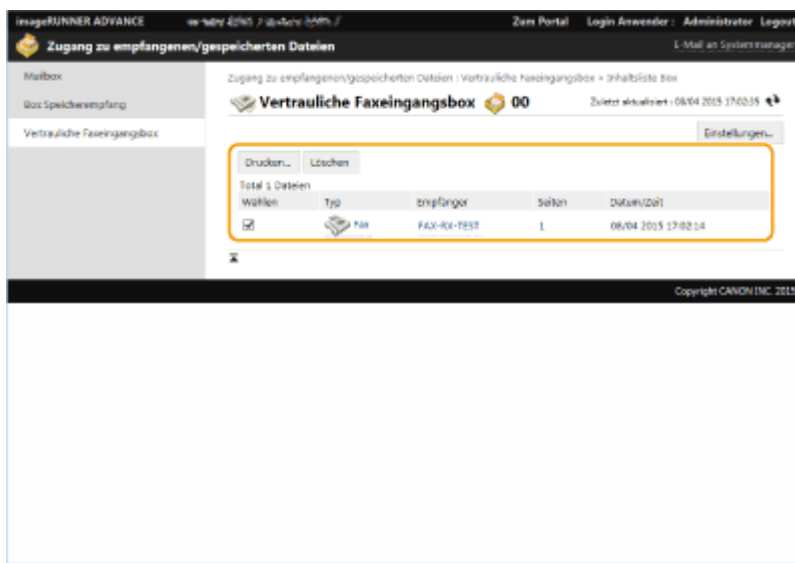 imageRUNNER ADVANCE Zum Portal Login Anwender : Administrator Logout
Zugang zu empfangenen/gespeicherten Dateien E-Mail an Systemmanager
Mailbox
Box Speicherempfang
Vertrauliche Faxeingangsbox
Zugang zu empfangenen/gespeicherten Dateien : Vertrauliche Faxeingangsbox > Inhaltsliste Box
Vertrauliche Faxeingangsbox 00 Zuletzt aktualisiert : 08/04 2015 17:02:35
Einstellungen...
Drucken... Löschen
Total 1 Dateien
Wählen Typ Empfänger Seiten Datum/Zeit
Fax FAX-RX-TEST 1 08/04 2015 17:02:14
Copyright CANON INC. 2015